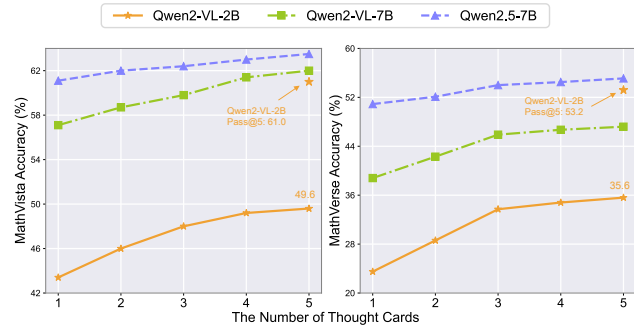 Qwen2-VL-2B Qwen2-VL-7B Qwen2,5-7B
MathVista Accuracy (%)
62
58
54
50
46
42
Qwen2-VL-2B
Pass@5: 61.0
49.6
1 2 3 4 5
MathVerse Accuracy (%)
60
52
44
36
28
20
Qwen2-VL-2B
Pass@5: 53.2
35.6
1 2 3 4 5
The Number of Thought Cards